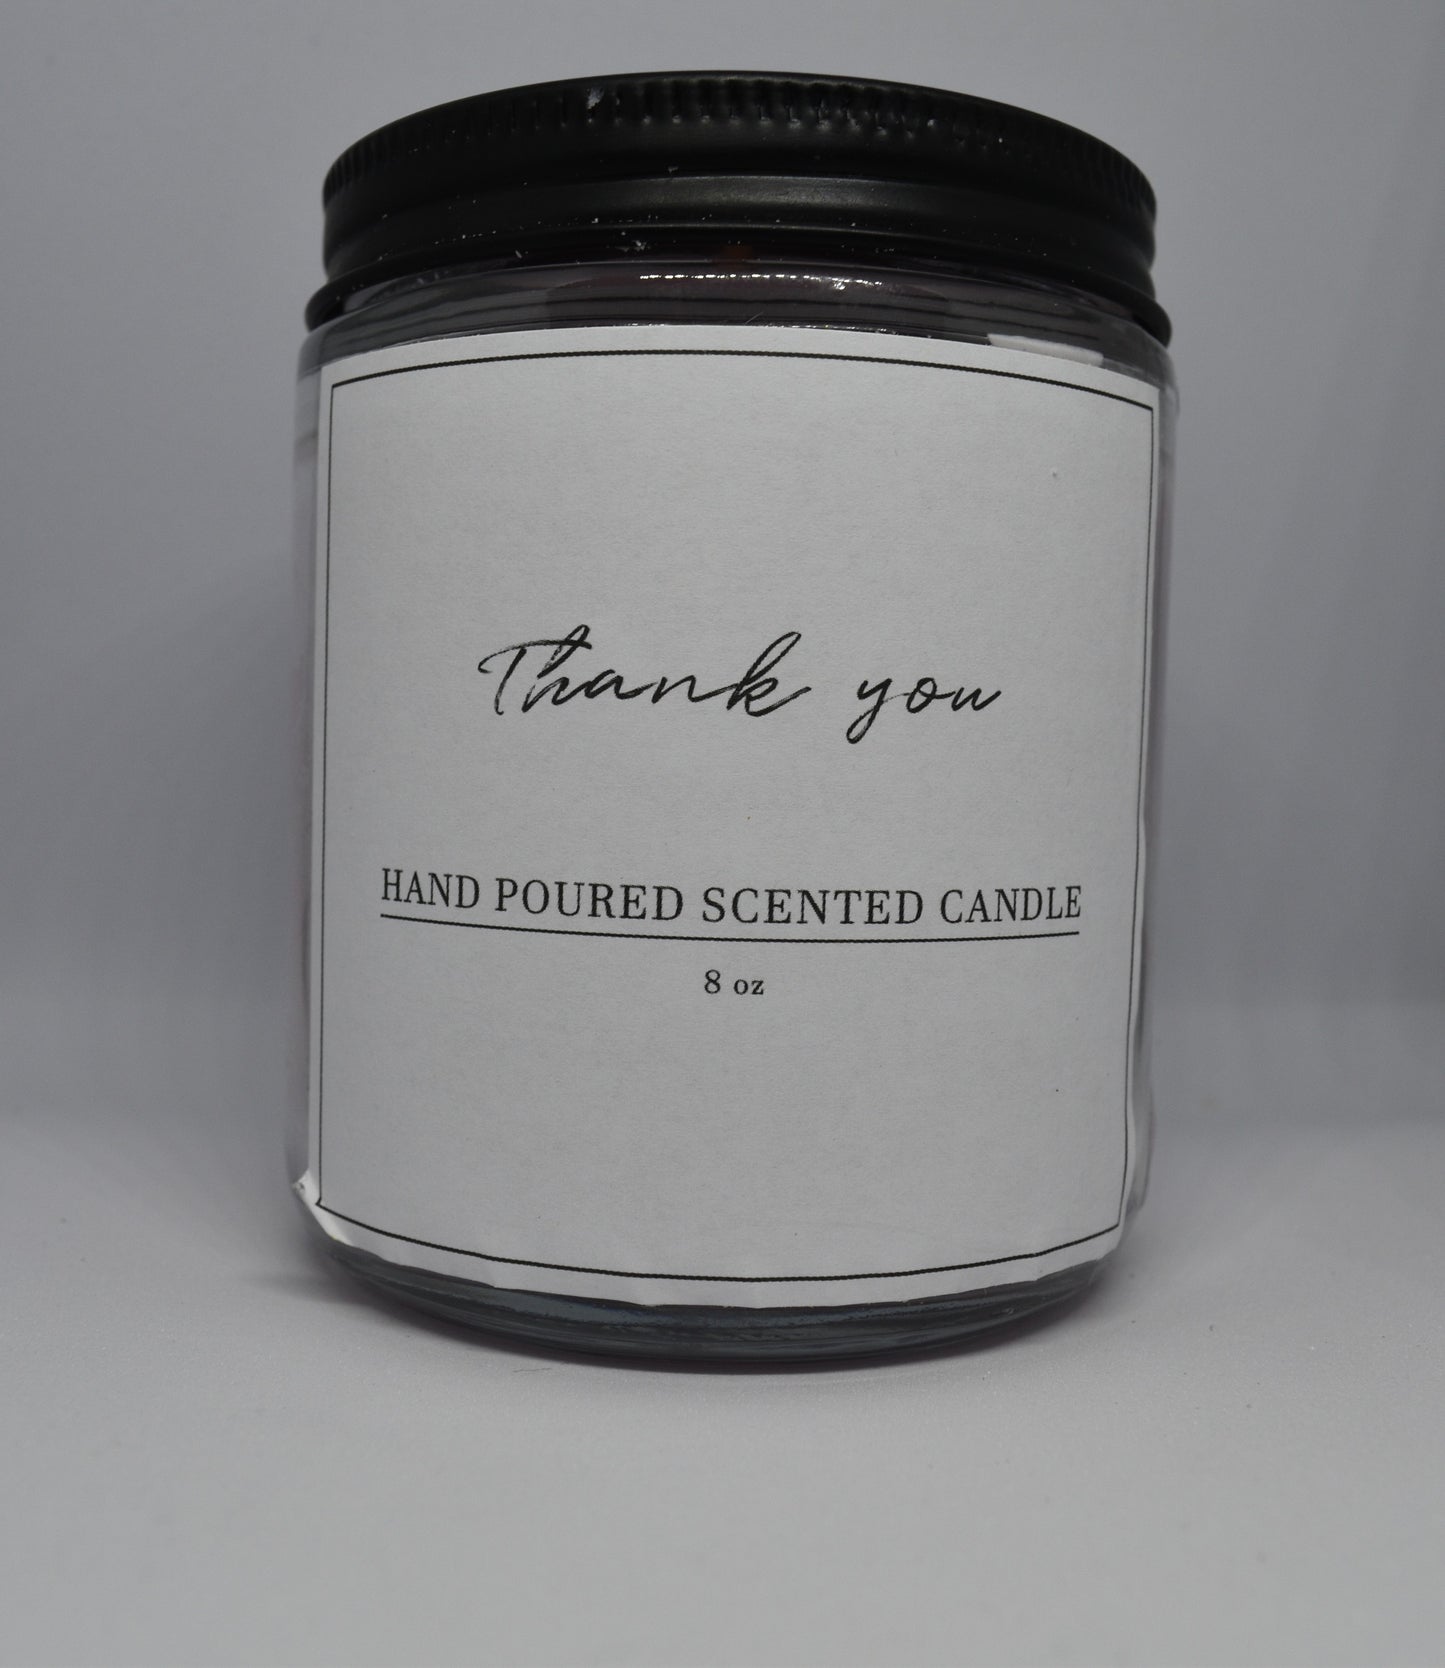 Thank you
HAND POURED SCENTED CANDLE
8 oz